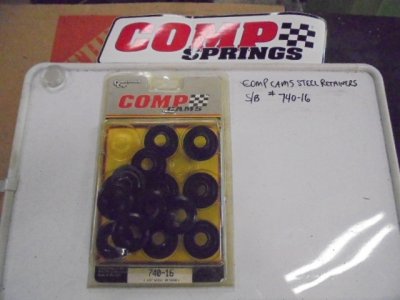 COMP
SPRINGS
COMP CAMS STEEL RETAINERS
S/B # 740-16
COMP
CAMS
740-16